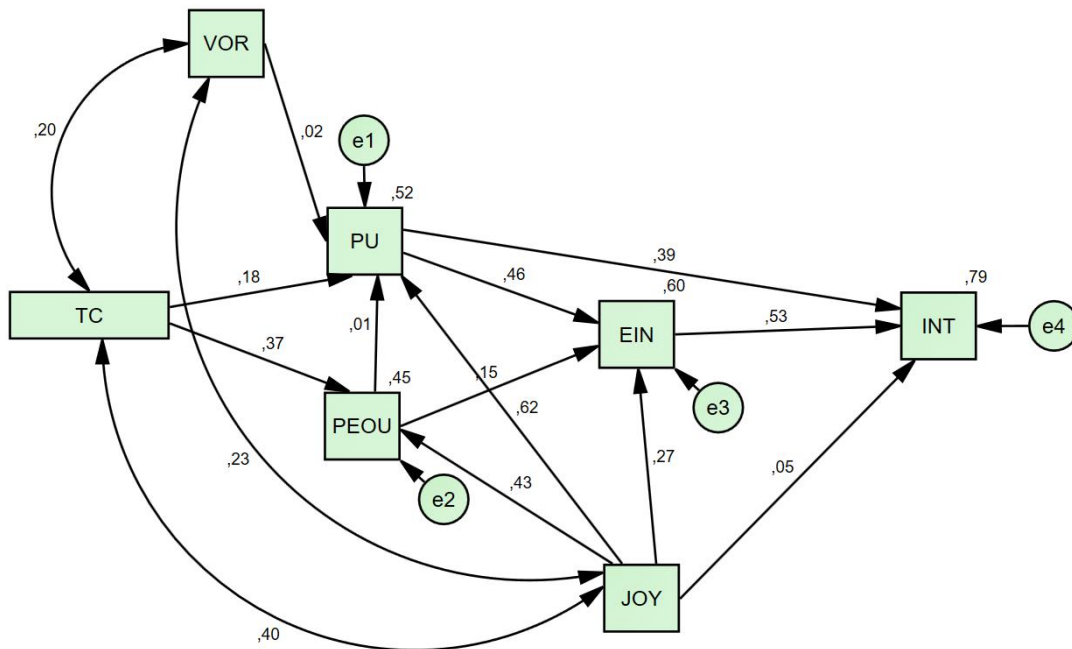 VOR
,20
,02
e1
,52
PU
,39
,18
,46
,60
,79
TC
,01
EIN
,53
INT
e4
,37
,45
,15
PEOU
,62
e3
,23
,43
,27
,05
e2
JOY
,40